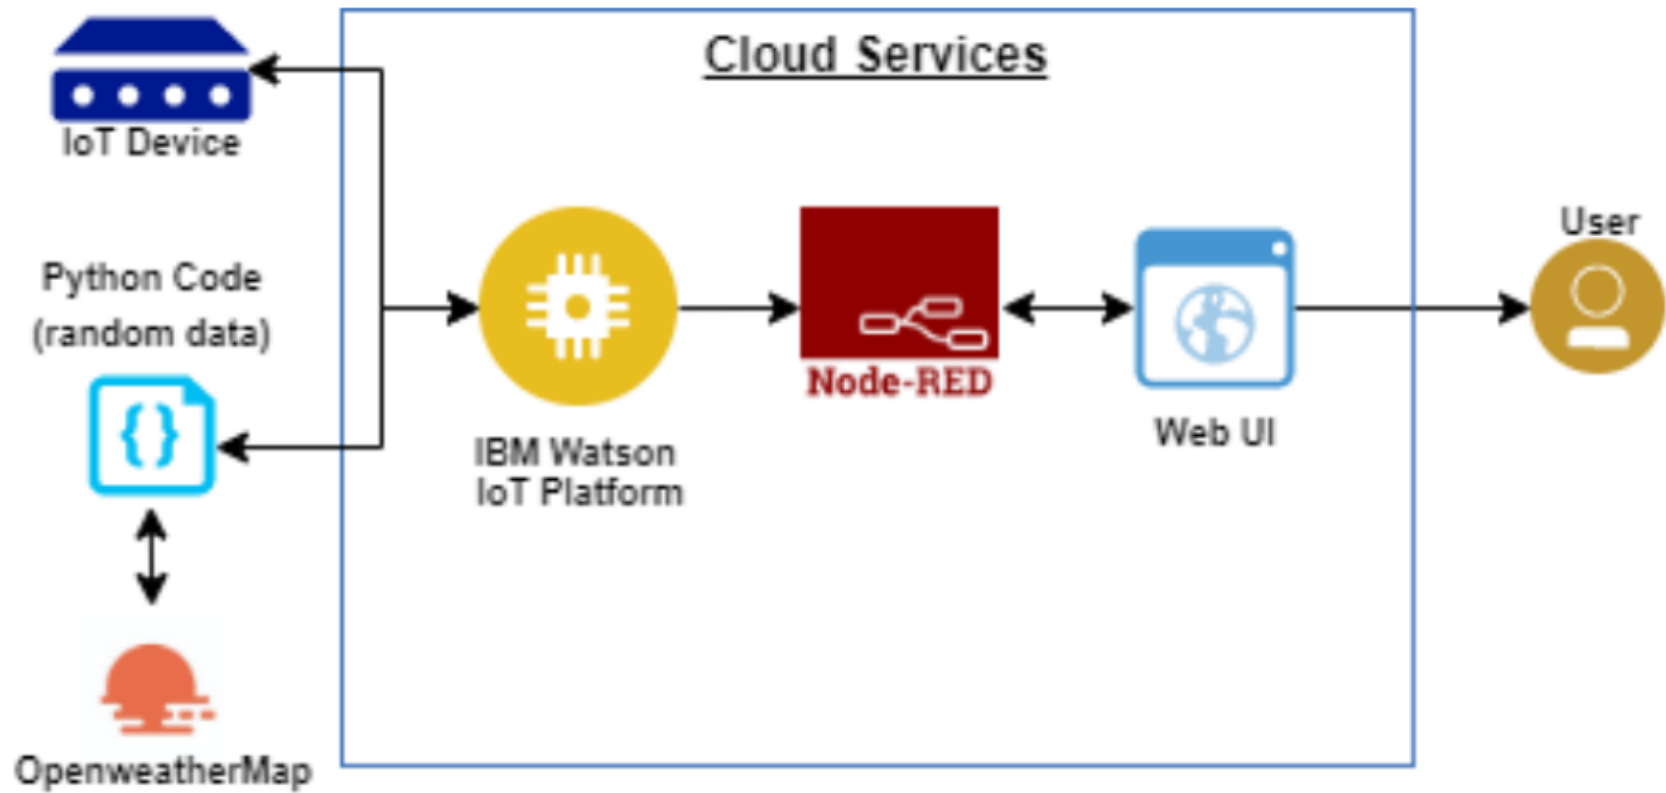 Cloud Services
IoT Device
Python Code
(random data)
OpenweatherMap
IBM Watson
IoT Platform
Node-RED
Web UI
User